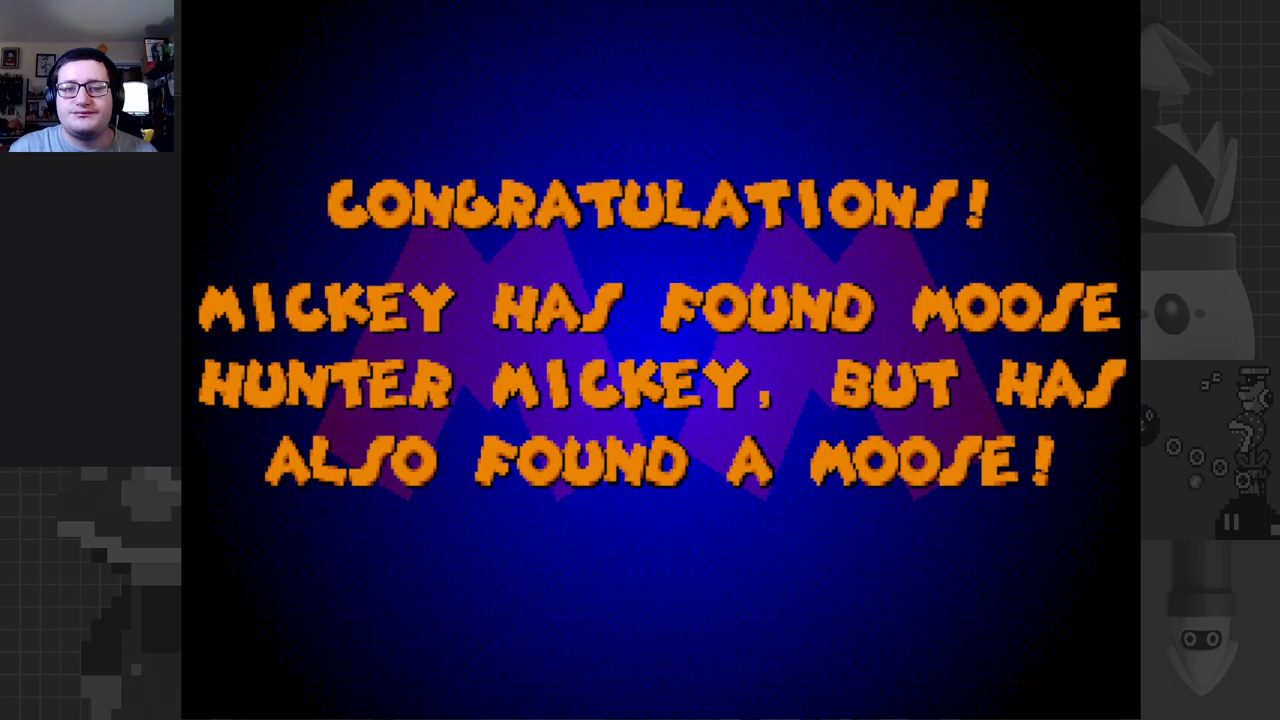 CONGRATULATIONS!
MICKEY HAS FOUND MOOSE
HUNTER MICKEY, BUT HAS
ALSO FOUND A MOOSE!